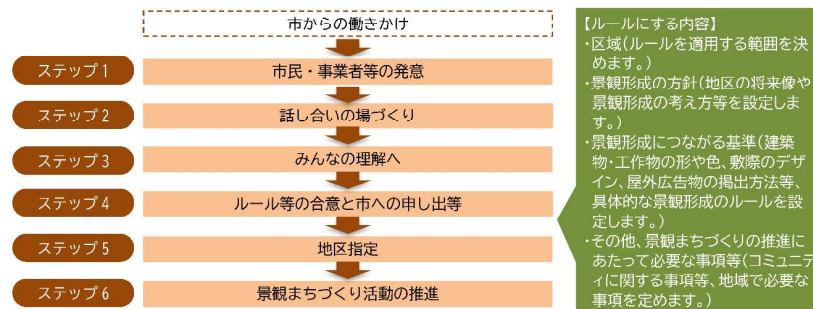 市からの働きかけ
ステップ1
市民・事業者等の発意
ステップ2
話し合いの場づくり
ステップ3
みんなの理解へ
ステップ4
ルール等の合意と市への申し出等
ステップ5
地区指定
ステップ6
景観まちづくり活動の推進
【ルールにする内容】
・区域(ルールを適用する範囲を決
めます。)
・景観形成の方針(地区の将来像や
景観形成の考え方等を設定しま
す。)
・景観形成につながる基準(建築
物・工作物の形や色、敷際のデザ
イン、屋外広告物の掲出方法等、
具体的な景観形成のルールを設
定します。)
・その他、景観まちづくりの推進に
あたって必要な事項等(コミュニテ
ィに関する事項等、地域で必要な
事項を定めます。)